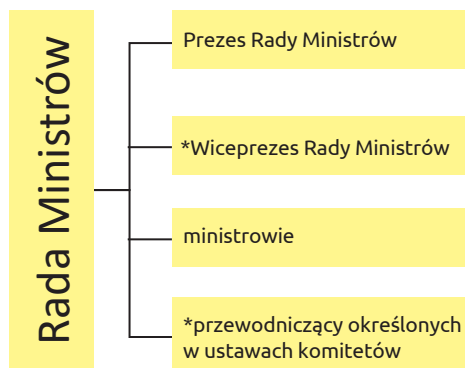 Rada Ministrów
Prezes Rady Ministrów
*Wiceprezes Rady Ministrów
ministrowie
*przewodniczący określonych
w ustawach komitetów